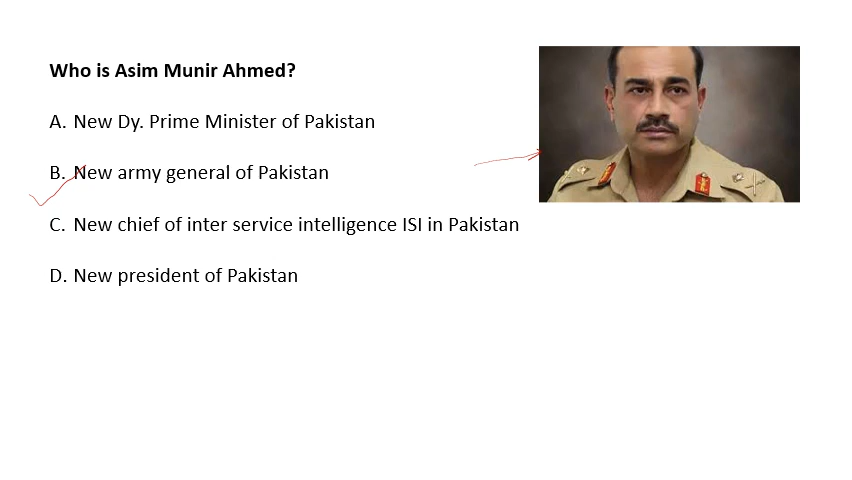 Who is Asim Munir Ahmed?
A. New Dy. Prime Minister of Pakistan
B. New army general of Pakistan
C. New chief of inter service intelligence ISI in Pakistan
D. New president of Pakistan